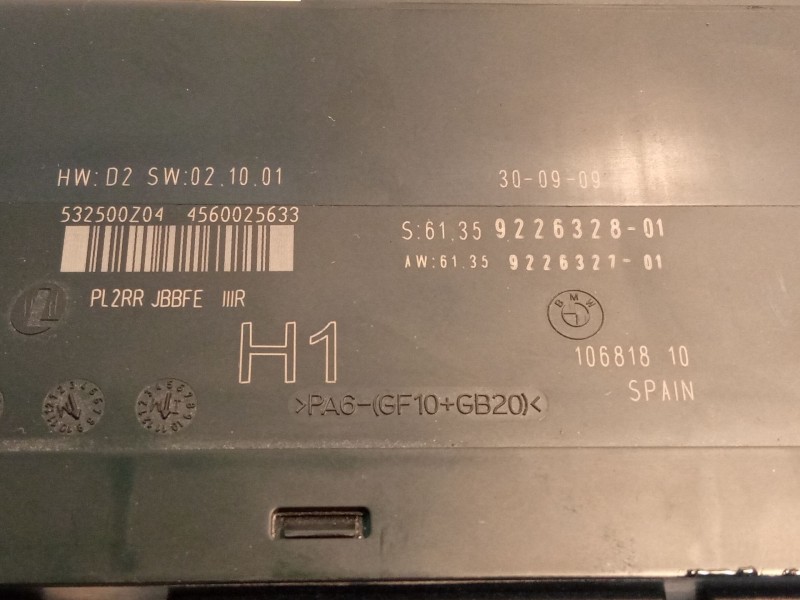 HW: D2 SW:02.10.01
30-09-09
532500Z04 4560025633
S:61.35 9226328-01
AW:61.35 9226327-01
PL2RR JBBFE IIIR
BMW
H1
106818 10
SPAIN
>PA6-(GF10+GB20)<